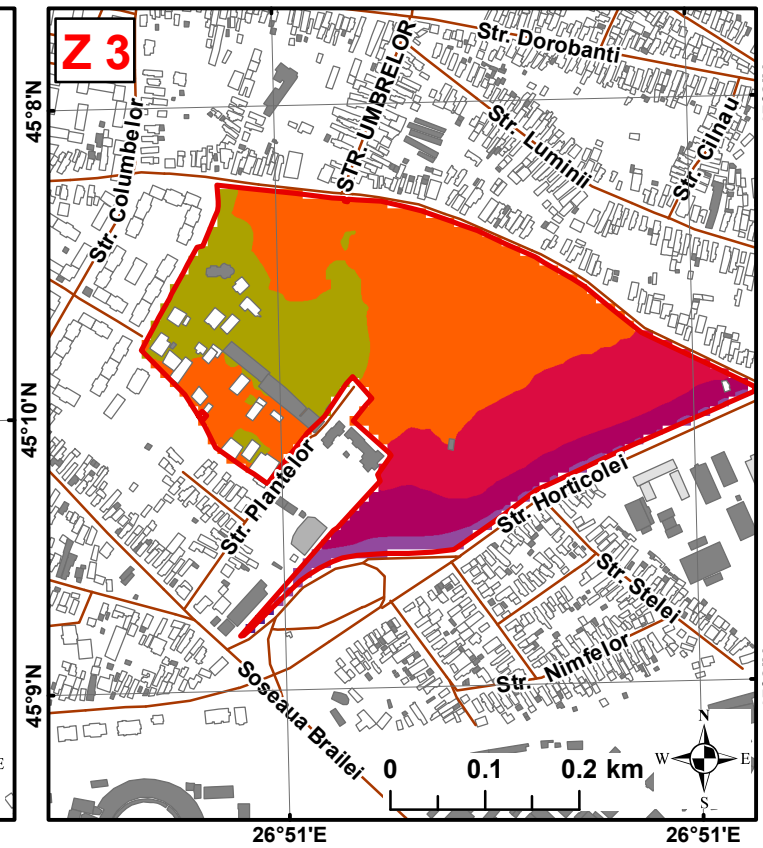 Z 3
Str. Dorobanti
STR. UMBRELOR
Str. Luminii
Str. Cilnau
Str. Columbelor
45°8'N
45°10'N
45°9'N
Str. Plantelor
Str. Horticolei
Str. Stelei
Str. Nimfelor
Soseaua Brailei
0 0.1 0.2 km
N
W E
S
E
26°51'E 26°51'E